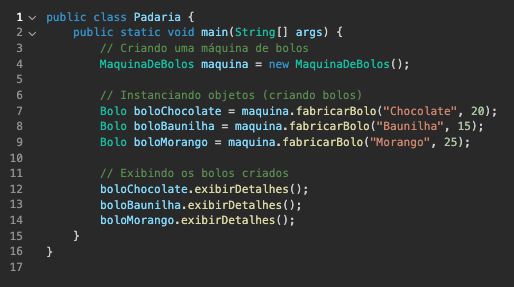 1 public class Padaria {
2 public static void main(String[] args) {
3 // Criando uma máquina de bolos
4 MaquinaDeBolos maquina = new MaquinaDeBolos();
5
6 // Instanciando objetos (criando bolos)
7 Bolo boloChocolate = maquina.fabricarBolo("Chocolate", 20);
8 Bolo boloBaunilha = maquina.fabricarBolo("Baunilha", 15);
9 Bolo boloMorango = maquina.fabricarBolo("Morango", 25);
10
11 // Exibindo os bolos criados
12 boloChocolate.exibirDetalhes();
13 boloBaunilha.exibirDetalhes();
14 boloMorango.exibirDetalhes();
15 }
16 }
17